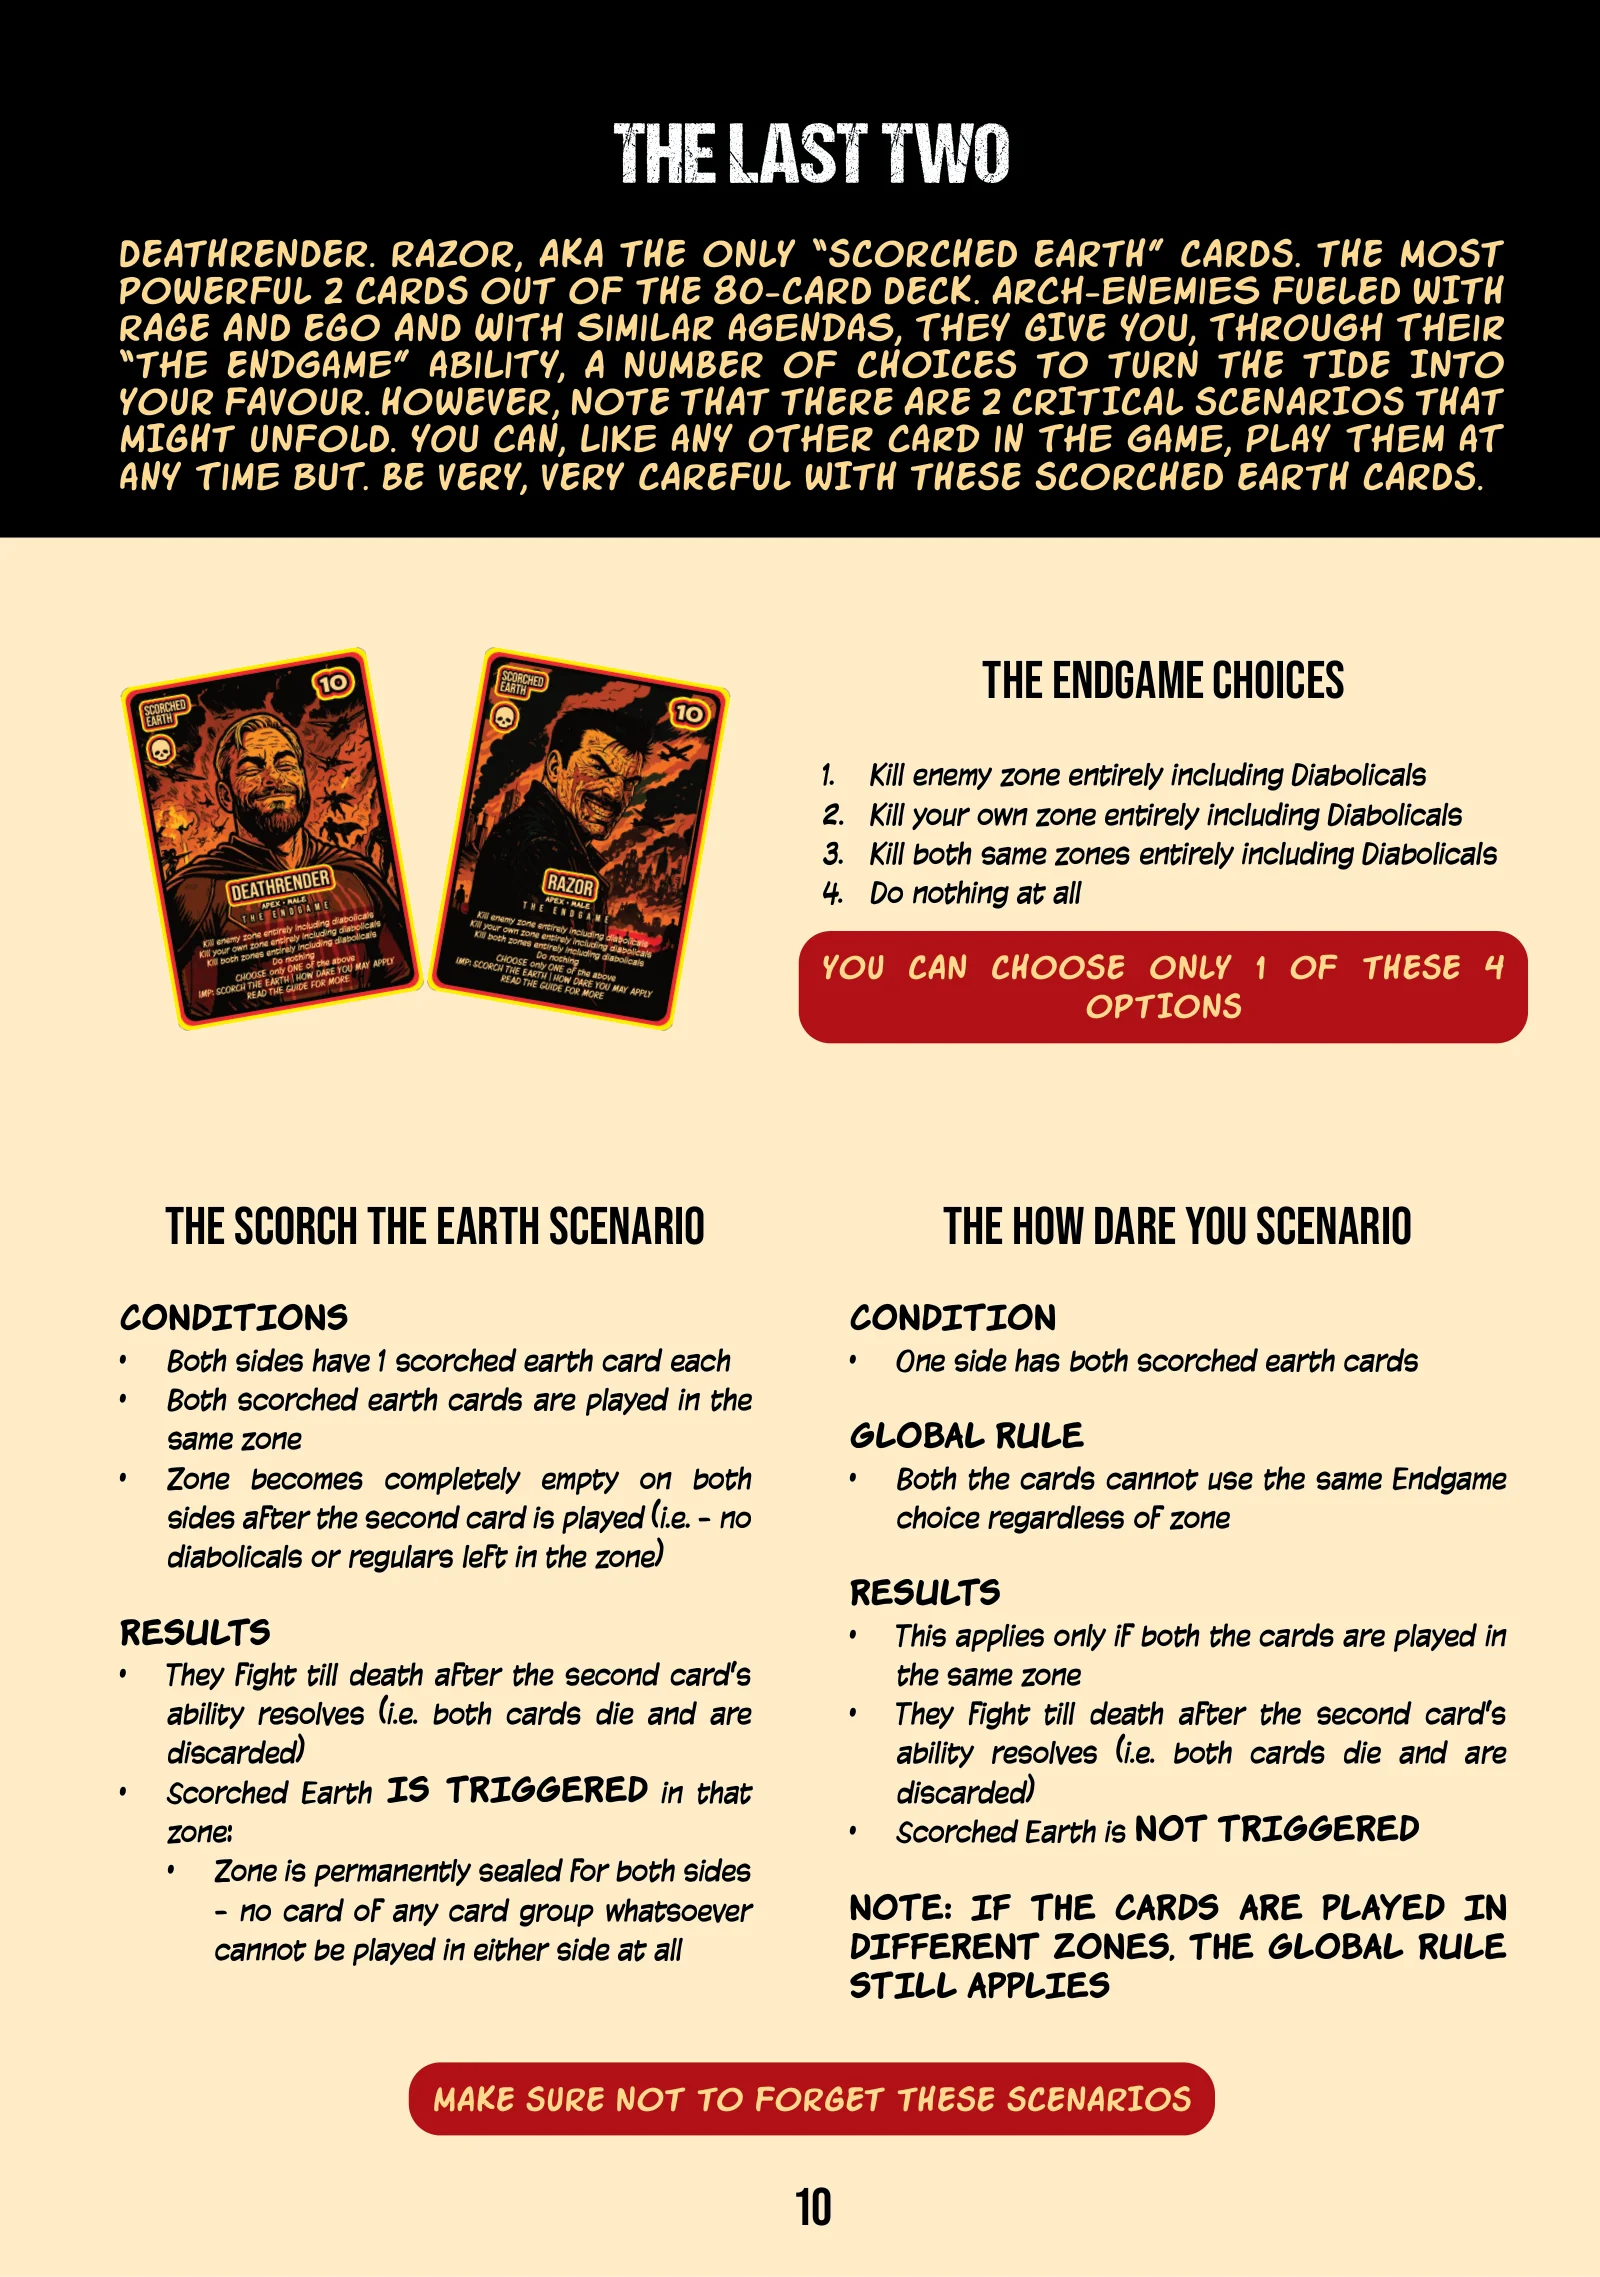 THE LAST TWO
DEATHRENDER. RAZOR, AKA THE ONLY “SCORCHED EARTH” CARDS. THE MOST
POWERFUL 2 CARDS OUT OF THE 80-CARD DECK. ARCH-ENEMIES FUELED WITH
RAGE AND EGO AND WITH SIMILAR AGENDAS, THEY GIVE YOU, THROUGH THEIR
“THE ENDGAME” ABILITY, A NUMBER OF CHOICES TO TURN THE TIDE INTO
YOUR FAVOUR. HOWEVER, NOTE THAT THERE ARE 2 CRITICAL SCENARIOS THAT
MIGHT UNFOLD. YOU CAN, LIKE ANY OTHER CARD IN THE GAME, PLAY THEM AT
ANY TIME BUT. BE VERY, VERY CAREFUL WITH THESE SCORCHED EARTH CARDS.
SCORCHED
EARTH
10
DEATHRENDER
APEX • MALE
THE ENDGAME
Kill enemy zone entirely including diabolicals
Kill your own zone entirely including diabolicals
Kill both zones entirely including diabolicals
Do nothing
CHOOSE only ONE of the above
IMP: SCORCH THE EARTH | HOW DARE YOU MAY APPLY
READ THE GUIDE FOR MORE
SCORCHED
EARTH
10
RAZOR
APEX • MALE
THE ENDGAME
Kill enemy zone entirely including diabolicals
Kill your own zone entirely including diabolicals
Kill both zones entirely including diabolicals
Do nothing
CHOOSE only ONE of the above
IMP: SCORCH THE EARTH | HOW DARE YOU MAY APPLY
READ THE GUIDE FOR MORE
THE ENDGAME CHOICES
1. Kill enemy zone entirely including Diabolicals
2. Kill your own zone entirely including Diabolicals
3. Kill both same zones entirely including Diabolicals
4. Do nothing at all
YOU CAN CHOOSE ONLY 1 OF THESE 4
OPTIONS
THE SCORCH THE EARTH SCENARIO
CONDITIONS
• Both sides have 1 scorched earth card each
• Both scorched earth cards are played in the
same zone
• Zone becomes completely empty on both
sides after the second card is played (i.e. - no
diabolicals or regulars left in the zone)
RESULTS
• They fight till death after the second card's
ability resolves (i.e. both cards die and are
discarded)
• Scorched Earth IS TRIGGERED in that
zone:
• Zone is permanently sealed for both sides
- no card of any card group whatsoever
cannot be played in either side at all
THE HOW DARE YOU SCENARIO
CONDITION
• One side has both scorched earth cards
GLOBAL RULE
• Both the cards cannot use the same Endgame
choice regardless of zone
RESULTS
• This applies only if both the cards are played in
the same zone
• They fight till death after the second card's
ability resolves (i.e. both cards die and are
discarded)
• Scorched Earth is NOT TRIGGERED
NOTE: IF THE CARDS ARE PLAYED IN
DIFFERENT ZONES, THE GLOBAL RULE
STILL APPLIES
MAKE SURE NOT TO FORGET THESE SCENARIOS
10